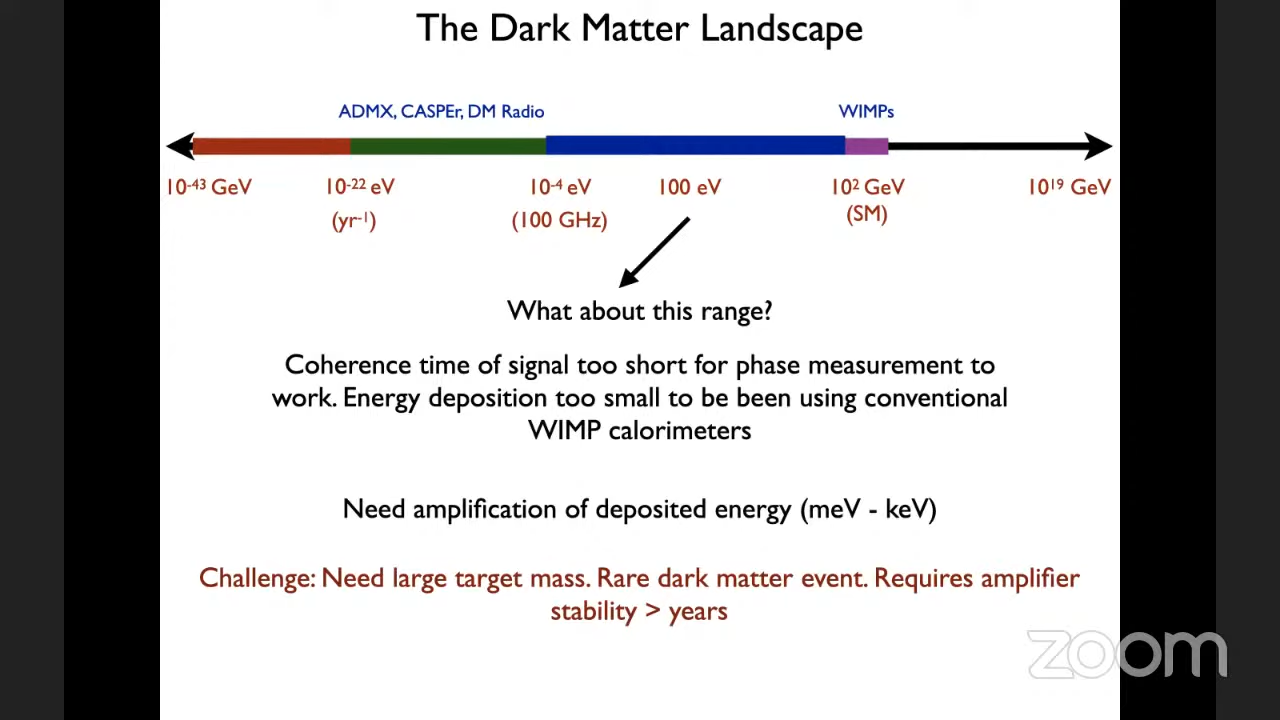 The Dark Matter Landscape
ADMX, CASPEr, DM Radio
WIMPs
10⁻⁴³ GeV
10⁻²² eV
10⁻⁴ eV
100 eV
10² GeV
10¹⁹ GeV
(yr⁻¹)
(100 GHz)
(SM)
What about this range?
Coherence time of signal too short for phase measurement to
work. Energy deposition too small to be been using conventional
WIMP calorimeters
Need amplification of deposited energy (meV - keV)
Challenge: Need large target mass. Rare dark matter event. Requires amplifier
stability > years
zoom